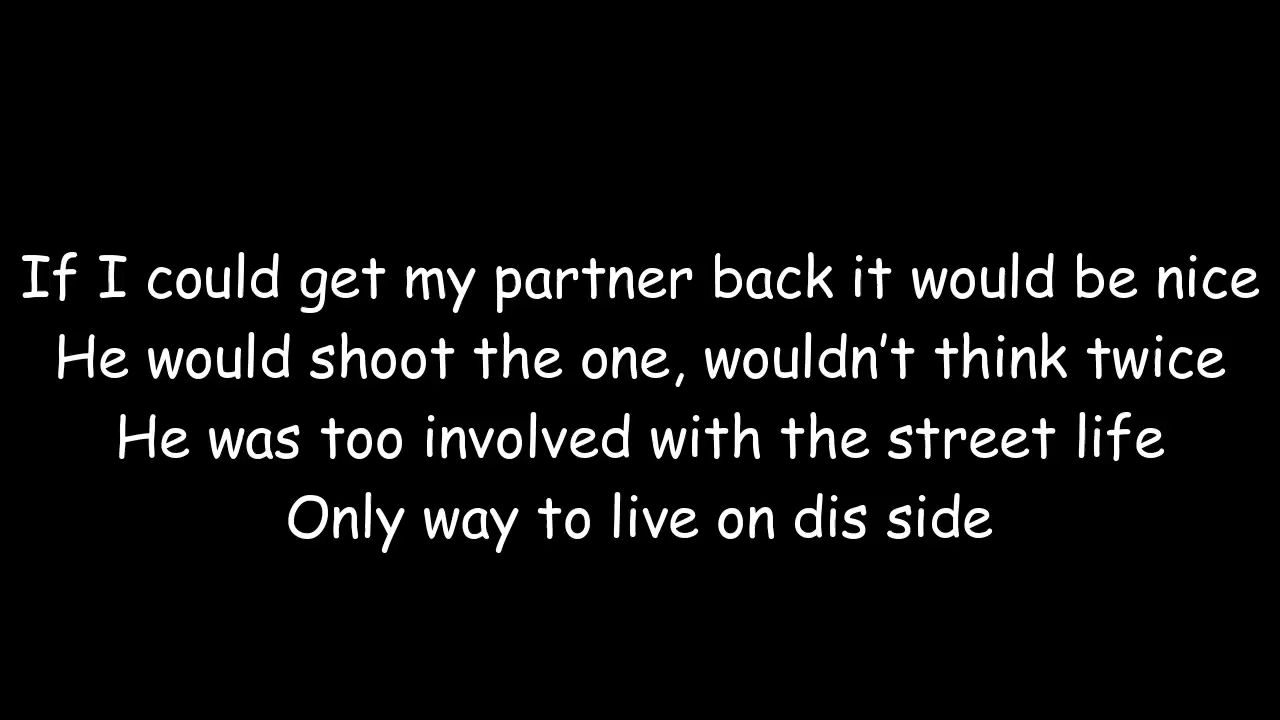 If I could get my partner back it would be nice
He would shoot the one, wouldn't think twice
He was too involved with the street life
Only way to live on dis side